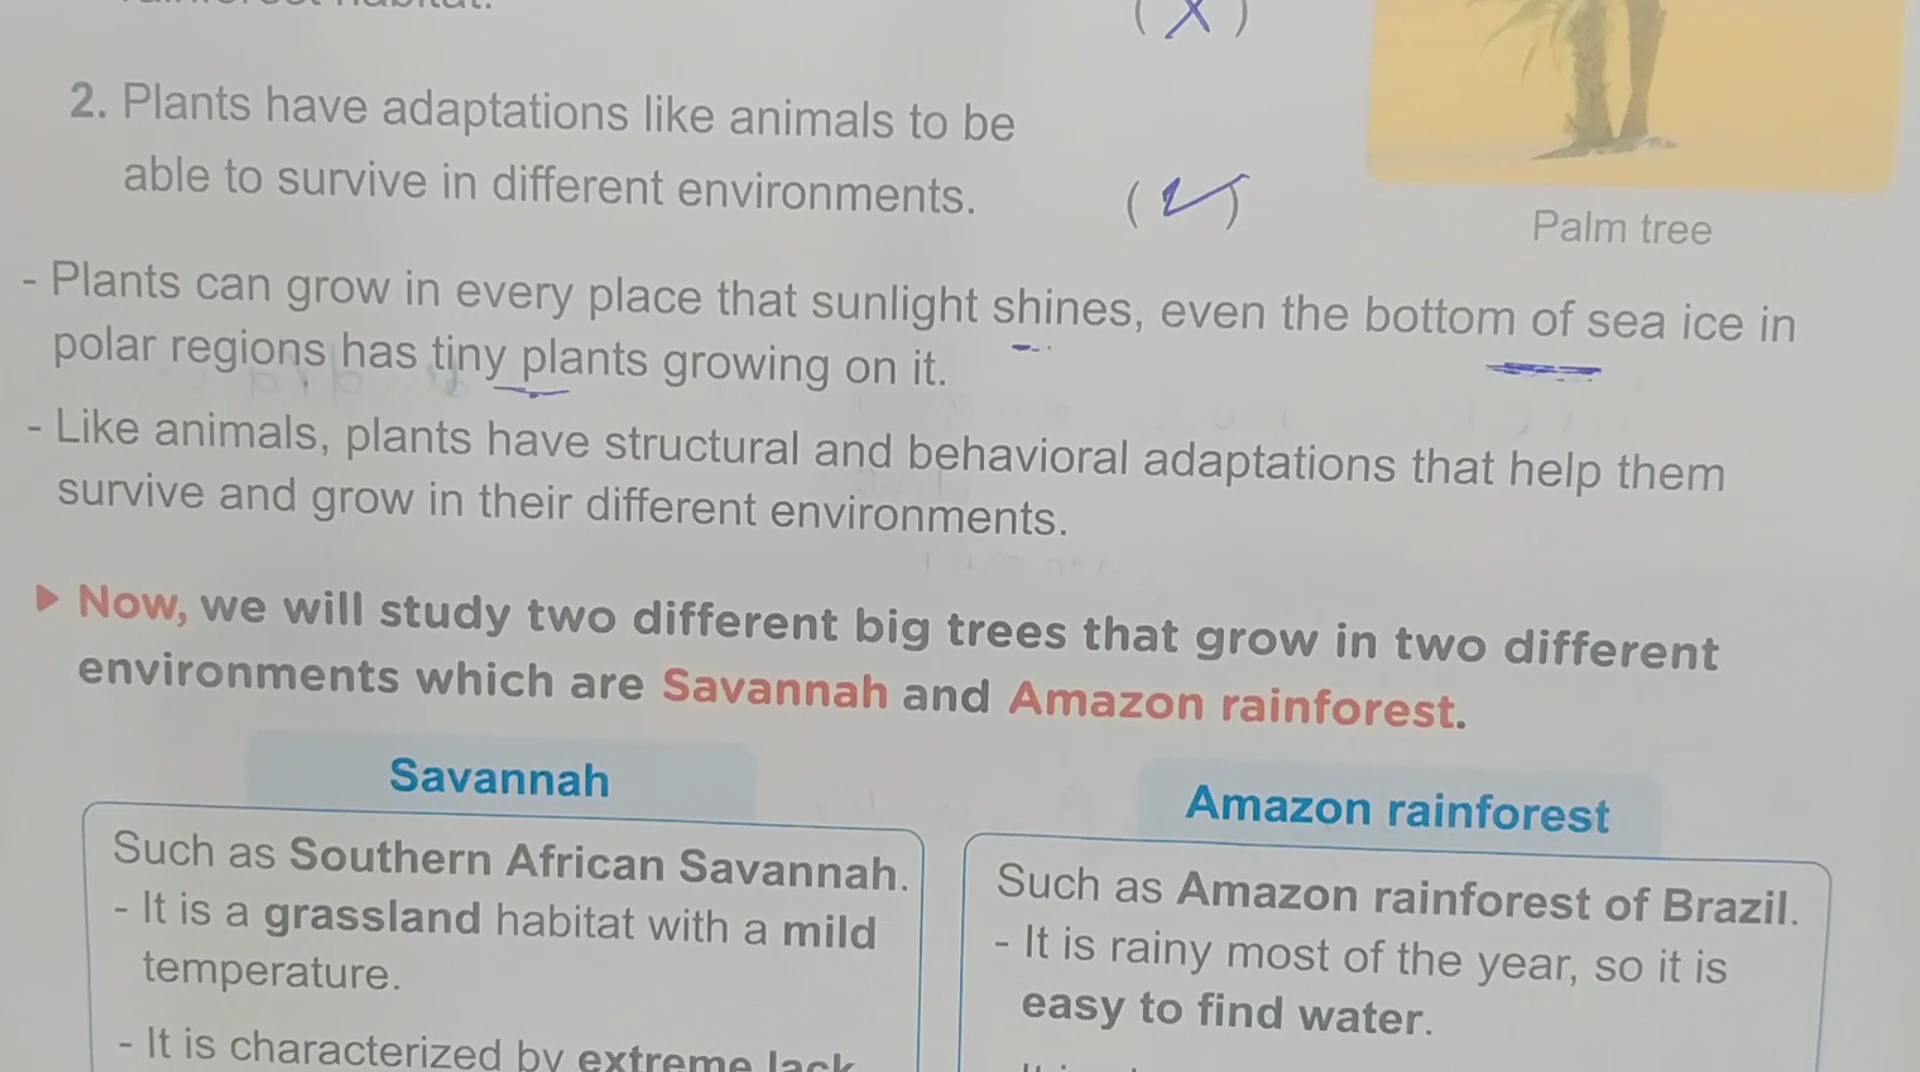 (X)
2. Plants have adaptations like animals to be
able to survive in different environments. (✓)
Palm tree
- Plants can grow in every place that sunlight shines, even the bottom of sea ice in
polar regions has tiny plants growing on it.
- Like animals, plants have structural and behavioral adaptations that help them
survive and grow in their different environments.
▶ Now, we will study two different big trees that grow in two different
environments which are Savannah and Amazon rainforest.
Savannah
Such as Southern African Savannah.
- It is a grassland habitat with a mild
temperature.
- It is characterized by extreme lack
Amazon rainforest
Such as Amazon rainforest of Brazil.
- It is rainy most of the year, so it is
easy to find water.